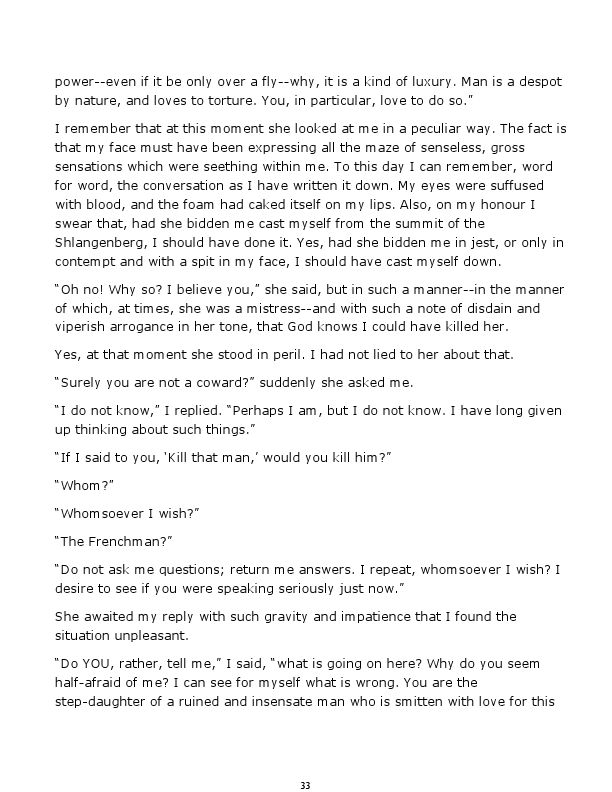 power--even if it be only over a fly--why, it is a kind of luxury. Man is a despot
by nature, and loves to torture. You, in particular, love to do so.”
I remember that at this moment she looked at me in a peculiar way. The fact is
that my face must have been expressing all the maze of senseless, gross
sensations which were seething within me. To this day I can remember, word
for word, the conversation as I have written it down. My eyes were suffused
with blood, and the foam had caked itself on my lips. Also, on my honour I
swear that, had she bidden me cast myself from the summit of the
Shlangenberg, I should have done it. Yes, had she bidden me in jest, or only in
contempt and with a spit in my face, I should have cast myself down.
“Oh no! Why so? I believe you,” she said, but in such a manner--in the manner
of which, at times, she was a mistress--and with such a note of disdain and
viperish arrogance in her tone, that God knows I could have killed her.
Yes, at that moment she stood in peril. I had not lied to her about that.
“Surely you are not a coward?” suddenly she asked me.
“I do not know,” I replied. “Perhaps I am, but I do not know. I have long given
up thinking about such things.”
“If I said to you, ‘Kill that man,’ would you kill him?”
“Whom?”
“Whomsoever I wish?”
“The Frenchman?”
“Do not ask me questions; return me answers. I repeat, whomsoever I wish? I
desire to see if you were speaking seriously just now.”
She awaited my reply with such gravity and impatience that I found the
situation unpleasant.
“Do YOU, rather, tell me,” I said, “what is going on here? Why do you seem
half-afraid of me? I can see for myself what is wrong. You are the
step-daughter of a ruined and insensate man who is smitten with love for this
33